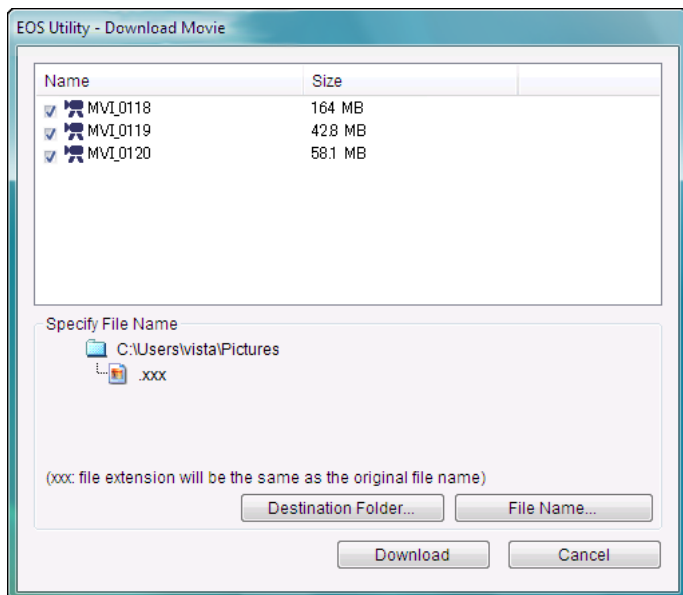 EOS Utility - Download Movie
Name Size
MVI_0118 164 MB
MVI_0119 42.8 MB
MVI_0120 58.1 MB
Specify File Name
C:\Users\vista\Pictures
.xxx
(xxx: file extension will be the same as the original file name)
Destination Folder... File Name...
Download Cancel